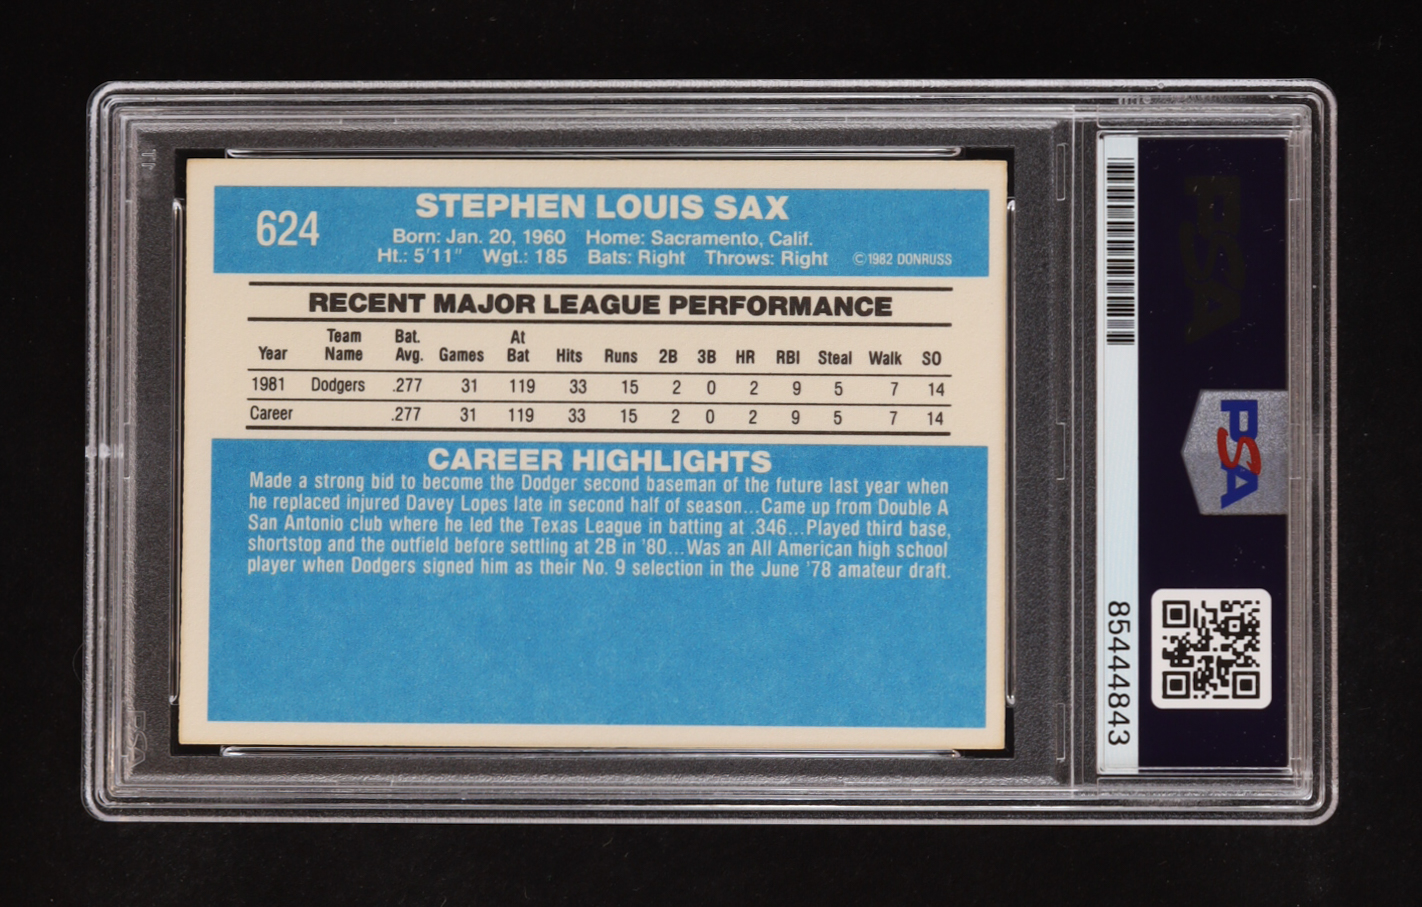 624
STEPHEN LOUIS SAX
Born: Jan. 20, 1960 Home: Sacramento, Calif.
Ht.: 5'11" Wgt.: 185 Bats: Right Throws: Right ©1982 DONRUSS
RECENT MAJOR LEAGUE PERFORMANCE
Year Team Name Bat. Avg. Games At Bat Hits Runs 2B 3B HR RBI Steal Walk SO
1981 Dodgers .277 31 119 33 15 2 0 2 9 5 7 14
Career .277 31 119 33 15 2 0 2 9 5 7 14
CAREER HIGHLIGHTS
Made a strong bid to become the Dodger second baseman of the future last year when
he replaced injured Davey Lopes late in second half of season...Came up from Double A
San Antonio club where he led the Texas League in batting at .346...Played third base,
shortstop and the outfield before settling at 2B in '80...Was an All American high school
player when Dodgers signed him as their No. 9 selection in the June '78 amateur draft.
85444843
PSA
PSA
PSA